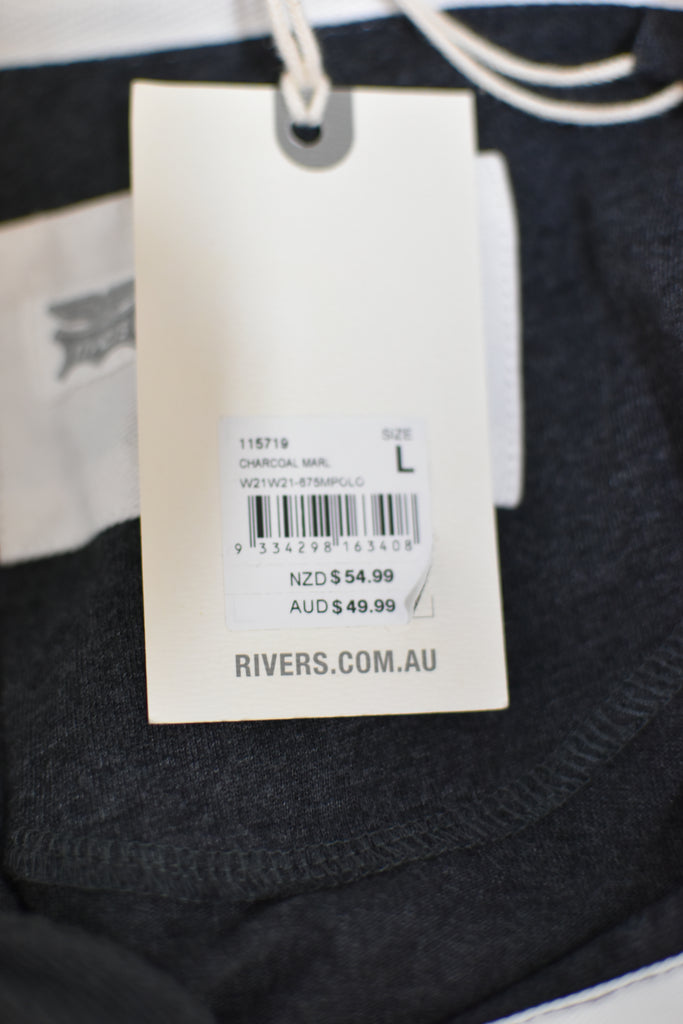 115719
SIZE
CHARCOAL MARL
L
W21W21-675MPOLO
9 334298 163408
NZD $54.99
AUD $49.99
RIVERS.COM.AU